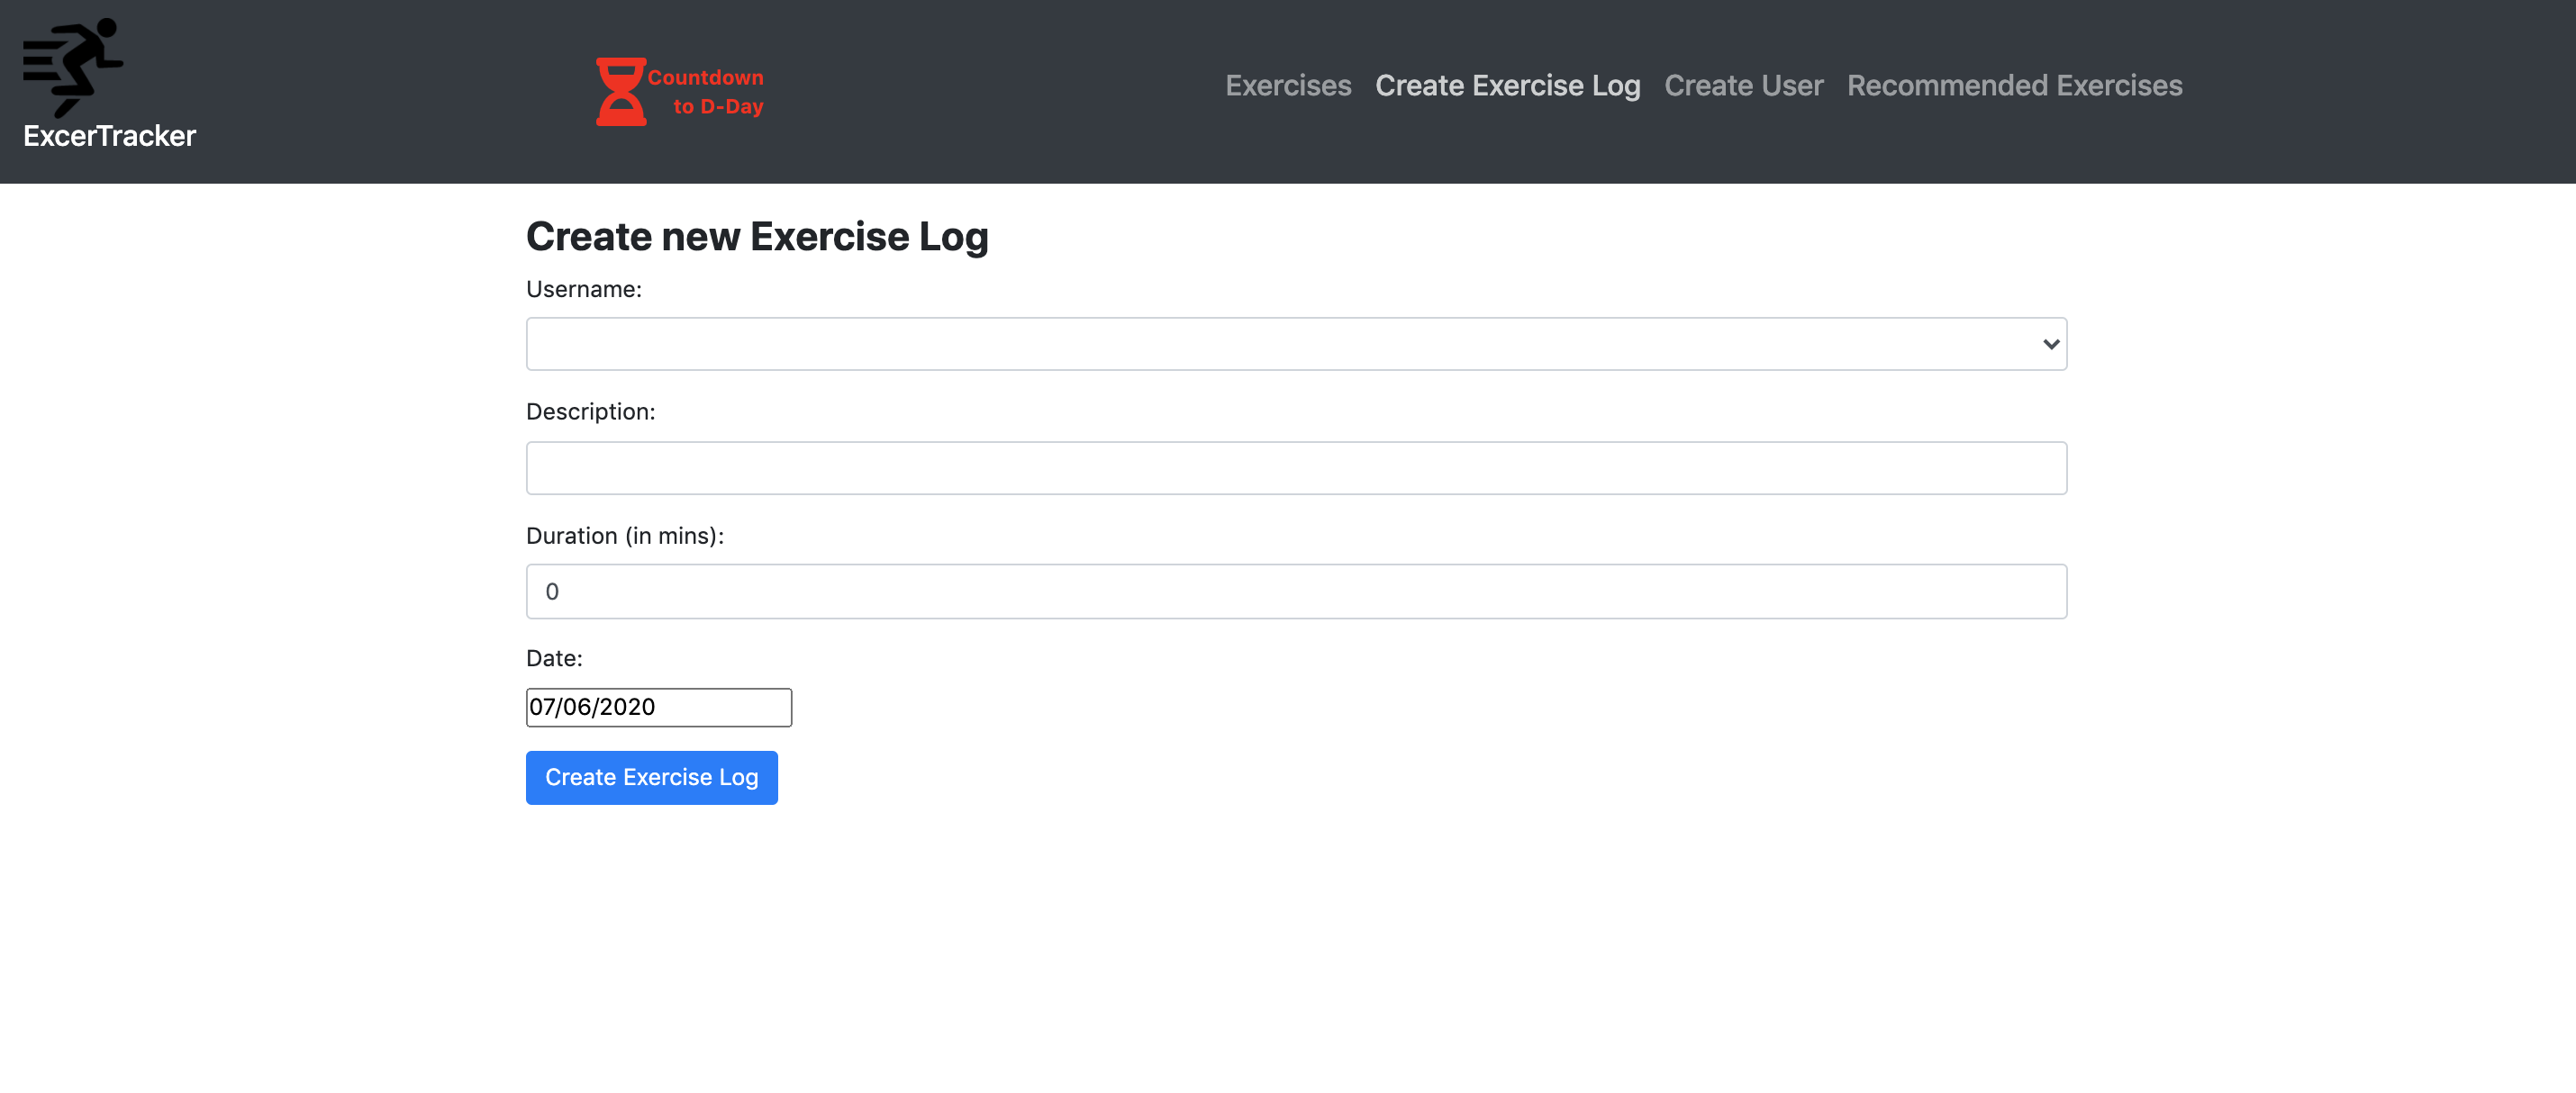 ExcerTracker
Countdown
to D-Day
Exercises Create Exercise Log Create User Recommended Exercises
Create new Exercise Log
Username:
Description:
Duration (in mins):
0
Date:
07/06/2020
Create Exercise Log